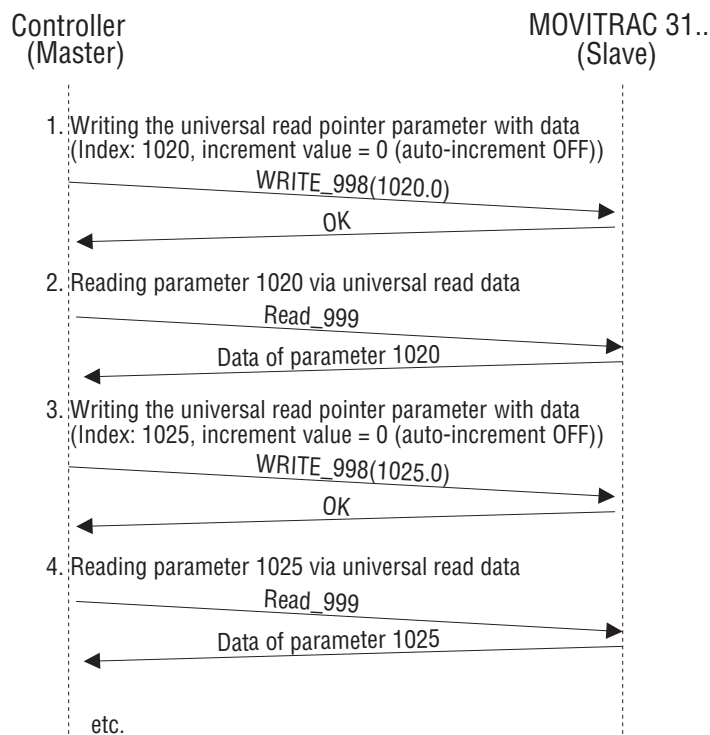 Controller
(Master)
MOVITRAC 31..
(Slave)
1. Writing the universal read pointer parameter with data
(Index: 1020, increment value = 0 (auto-increment OFF))
WRITE_998(1020.0)
OK
2. Reading parameter 1020 via universal read data
Read_999
Data of parameter 1020
3. Writing the universal read pointer parameter with data
(Index: 1025, increment value = 0 (auto-increment OFF))
WRITE_998(1025.0)
OK
4. Reading parameter 1025 via universal read data
Read_999
Data of parameter 1025
etc.